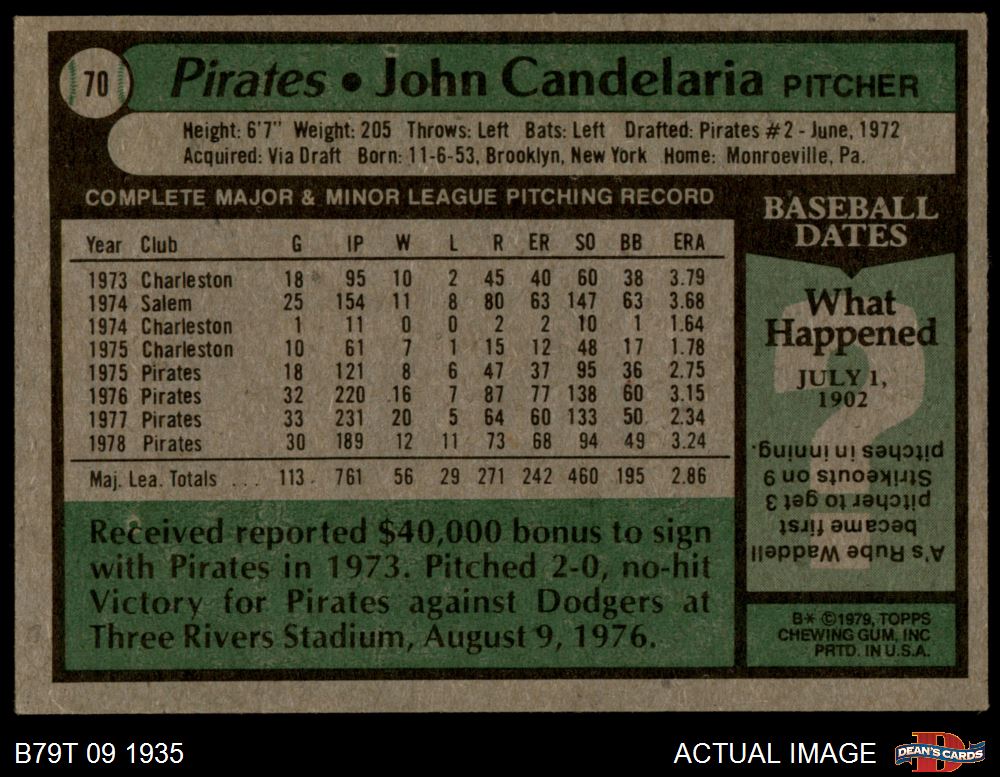 70
Pirates • John Candelaria PITCHER
Height: 6'7" Weight: 205 Throws: Left Bats: Left Drafted: Pirates #2 - June, 1972
Acquired: Via Draft Born: 11-6-53, Brooklyn, New York Home: Monroeville, Pa.
COMPLETE MAJOR & MINOR LEAGUE PITCHING RECORD
Year Club G IP W L R ER SO BB ERA
1973 Charleston 18 95 10 2 45 40 60 38 3.79
1974 Salem 25 154 11 8 80 63 147 63 3.68
1974 Charleston 1 11 0 0 2 2 10 1 1.64
1975 Charleston 10 61 7 1 15 12 48 17 1.78
1975 Pirates 18 121 8 6 47 37 95 36 2.75
1976 Pirates 32 220 16 7 87 77 138 60 3.15
1977 Pirates 33 231 20 5 64 60 133 50 2.34
1978 Pirates 30 189 12 11 73 68 94 49 3.24
Maj. Lea. Totals . . . 113 761 56 29 271 242 460 195 2.86
Received reported $40,000 bonus to sign
with Pirates in 1973. Pitched 2-0, no-hit
Victory for Pirates against Dodgers at
Three Rivers Stadium, August 9, 1976.
BASEBALL
DATES
What
Happened
JULY 1,
1902
A's Rube Waddell
became first
pitcher to get 3
Strikeouts on 9
pitches in inning.
B* ©1979, TOPPS
CHEWING GUM, INC
PRTD. IN U.S.A.
B79T 09 1935
ACTUAL IMAGE
DEAN'S CARDS